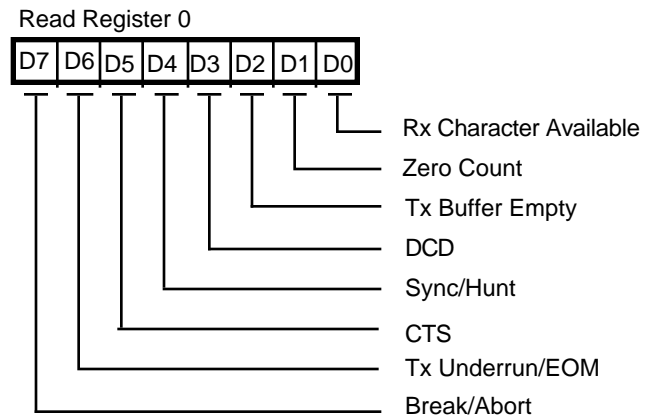 Read Register 0
D7 D6 D5 D4 D3 D2 D1 D0
Rx Character Available
Zero Count
Tx Buffer Empty
DCD
Sync/Hunt
CTS
Tx Underrun/EOM
Break/Abort